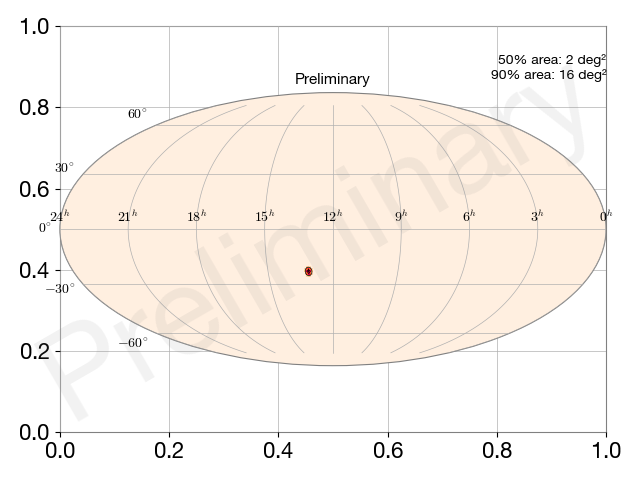 1.0
50% area: 2 deg²
90% area: 16 deg²
Preliminary
0.8
60°
30°
0.6
24h 21h 18h 15h 12h 9h 6h 3h 0h
0°
0.4
−30°
0.2
−60°
0.0
0.0 0.2 0.4 0.6 0.8 1.0
Preliminary